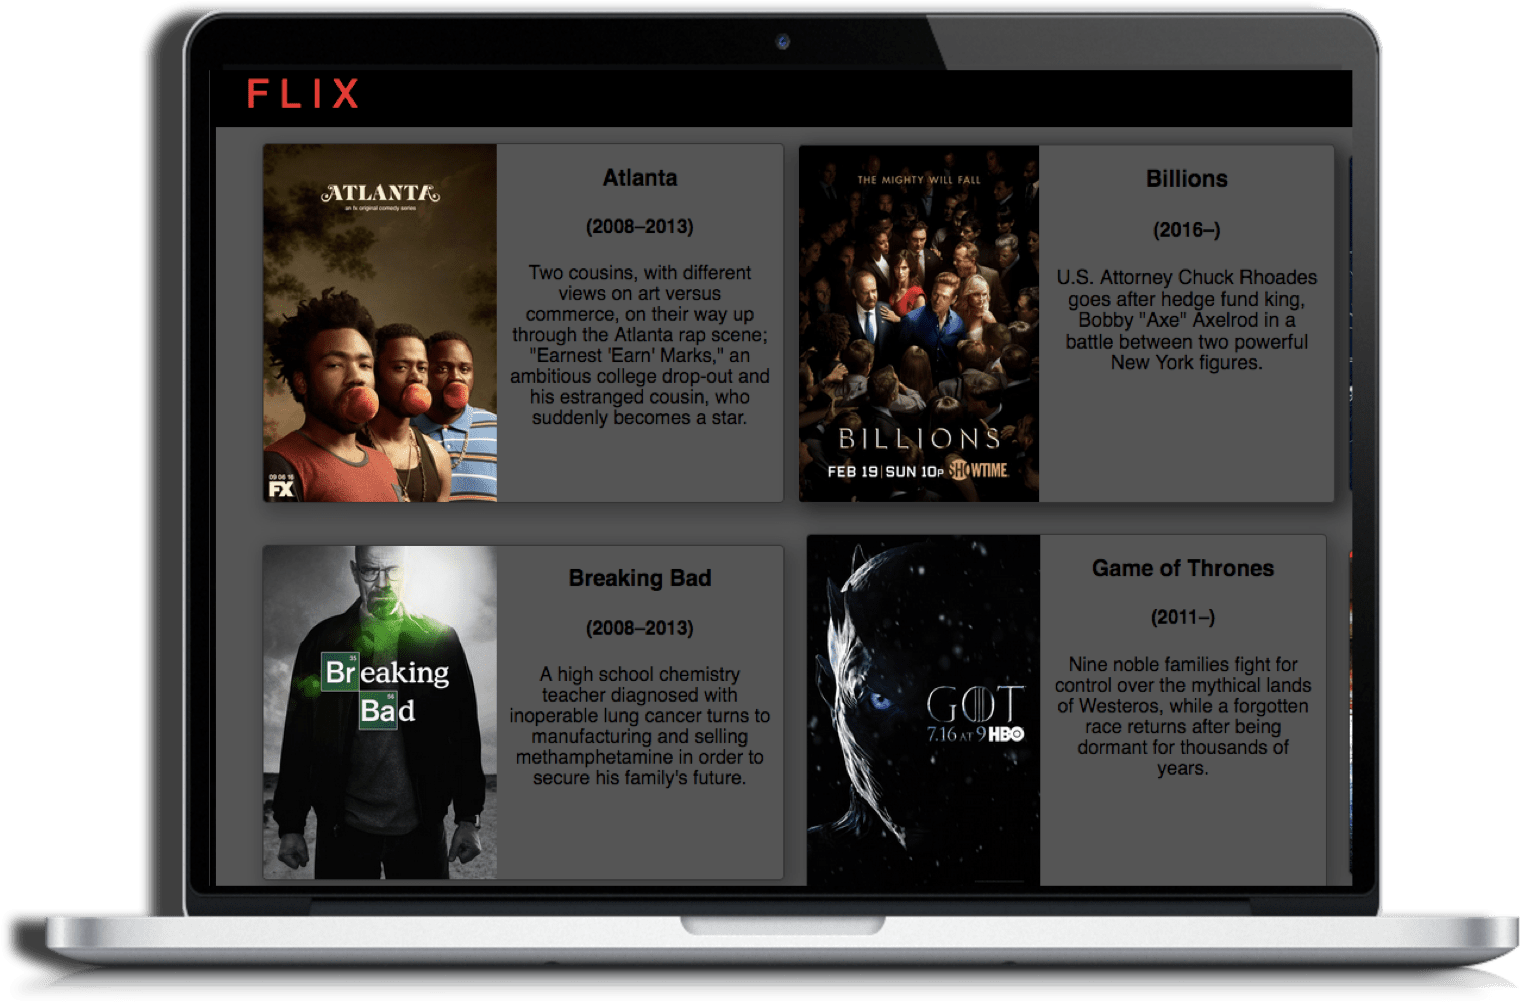 FLIX
ATLANTA
an fx original comedy series
09 06 16
FX
Atlanta
(2008–2013)
Two cousins, with different
views on art versus
commerce, on their way up
through the Atlanta rap scene;
"Earnest 'Earn' Marks," an
ambitious college drop-out and
his estranged cousin, who
suddenly becomes a star.
THE MIGHTY WILL FALL
BILLIONS
FEB 19 | SUN 10P SHOWTIME
Billions
(2016–)
U.S. Attorney Chuck Rhoades
goes after hedge fund king,
Bobby "Axe" Axelrod in a
battle between two powerful
New York figures.
35
Breaking
56
Bad
Breaking Bad
(2008–2013)
A high school chemistry
teacher diagnosed with
inoperable lung cancer turns to
manufacturing and selling
methamphetamine in order to
secure his family's future.
GOT
7.16 AT 9 HBO
Game of Thrones
(2011–)
Nine noble families fight for
control over the mythical lands
of Westeros, while a forgotten
race returns after being
dormant for thousands of
years.